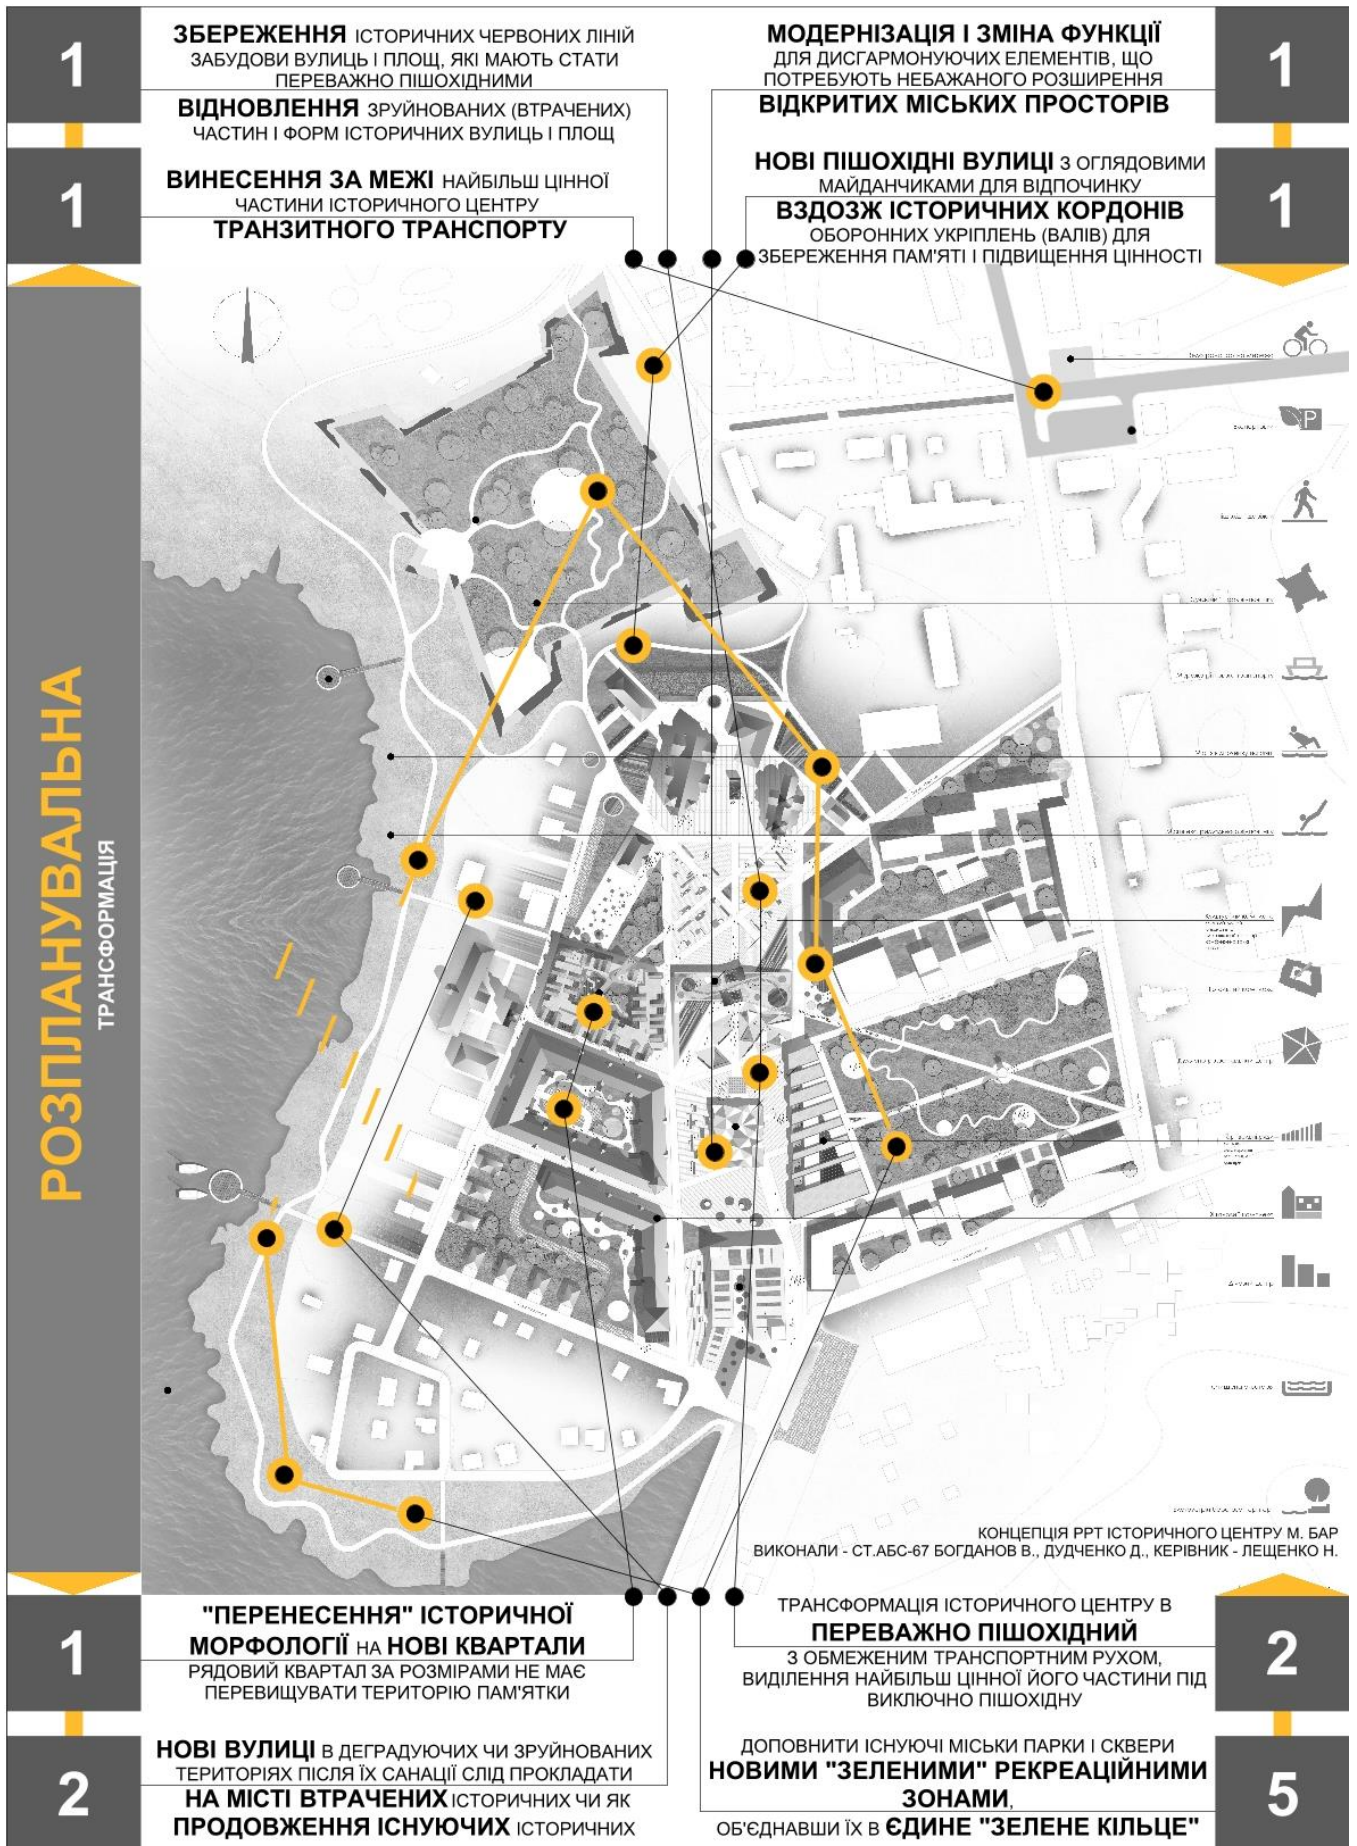 1
ЗБЕРЕЖЕННЯ ІСТОРИЧНИХ ЧЕРВОНИХ ЛІНІЙ
ЗАБУДОВИ ВУЛИЦЬ І ПЛОЩ, ЯКІ МАЮТЬ СТАТИ
ПЕРЕВАЖНО ПІШОХІДНИМИ
ВІДНОВЛЕННЯ ЗРУЙНОВАНИХ (ВТРАЧЕНИХ)
ЧАСТИН І ФОРМ ІСТОРИЧНИХ ВУЛИЦЬ І ПЛОЩ
1
ВИНЕСЕННЯ ЗА МЕЖІ НАЙБІЛЬШ ЦІННОЇ
ЧАСТИНИ ІСТОРИЧНОГО ЦЕНТРУ
ТРАНЗИТНОГО ТРАНСПОРТУ
МОДЕРНІЗАЦІЯ І ЗМІНА ФУНКЦІЇ
ДЛЯ ДИСГАРМОНУЮЧИХ ЕЛЕМЕНТІВ, ЩО
ПОТРЕБУЮТЬ НЕБАЖАНОГО РОЗШИРЕННЯ
ВІДКРИТИХ МІСЬКИХ ПРОСТОРІВ
1
НОВІ ПІШОХІДНІ ВУЛИЦІ З ОГЛЯДОВИМИ
МАЙДАНЧИКАМИ ДЛЯ ВІДПОЧИНКУ
ВЗДОЗЖ ІСТОРИЧНИХ КОРДОНІВ
ОБОРОННИХ УКРІПЛЕНЬ (ВАЛІВ) ДЛЯ
ЗБЕРЕЖЕННЯ ПАМ'ЯТІ І ПІДВИЩЕННЯ ЦІННОСТІ
1
РОЗПЛАНУВАЛЬНА
ТРАНСФОРМАЦІЯ
P
КОНЦЕПЦІЯ РРТ ІСТОРИЧНОГО ЦЕНТРУ М. БАР
ВИКОНАЛИ - СТ.АБС-67 БОГДАНОВ В., ДУДЧЕНКО Д., КЕРІВНИК - ЛЕЩЕНКО Н.
1
"ПЕРЕНЕСЕННЯ" ІСТОРИЧНОЇ
МОРФОЛОГІЇ НА НОВІ КВАРТАЛИ
РЯДОВИЙ КВАРТАЛ ЗА РОЗМІРАМИ НЕ МАЄ
ПЕРЕВИЩУВАТИ ТЕРИТОРІЮ ПАМ'ЯТКИ
2
НОВІ ВУЛИЦІ В ДЕГРАДУЮЧИХ ЧИ ЗРУЙНОВАНИХ
ТЕРИТОРІЯХ ПІСЛЯ ЇХ САНАЦІЇ СЛІД ПРОКЛАДАТИ
НА МІСТІ ВТРАЧЕНИХ ІСТОРИЧНИХ ЧИ ЯК
ПРОДОВЖЕННЯ ІСНУЮЧИХ ІСТОРИЧНИХ
ТРАНСФОРМАЦІЯ ІСТОРИЧНОГО ЦЕНТРУ В
ПЕРЕВАЖНО ПІШОХІДНИЙ
З ОБМЕЖЕНИМ ТРАНСПОРТНИМ РУХОМ,
ВИДІЛЕННЯ НАЙБІЛЬШ ЦІННОЇ ЙОГО ЧАСТИНИ ПІД
ВИКЛЮЧНО ПІШОХІДНУ
2
ДОПОВНИТИ ІСНУЮЧІ МІСЬКИ ПАРКИ І СКВЕРИ
НОВИМИ "ЗЕЛЕНИМИ" РЕКРЕАЦІЙНИМИ
ЗОНАМИ,
ОБ'ЄДНАВШИ ЇХ В ЄДИНЕ "ЗЕЛЕНЕ КІЛЬЦЕ"
5